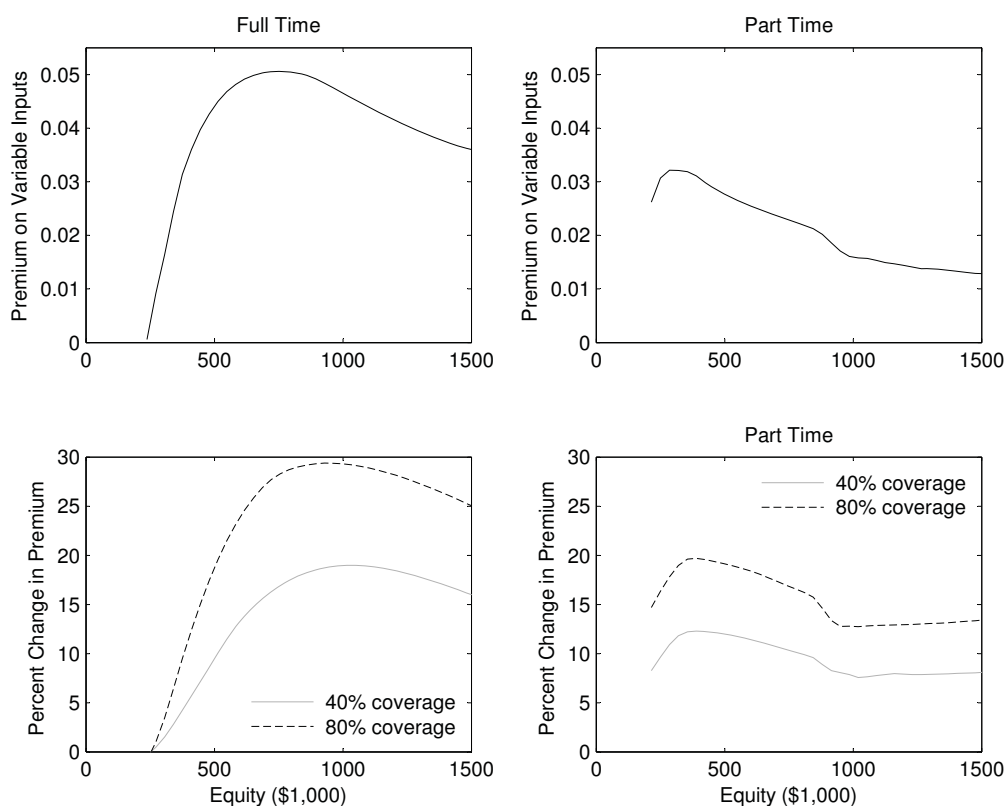 Full Time
Premium on Variable Inputs
0.05
0.04
0.03
0.02
0.01
0
0 500 1000 1500
Part Time
Premium on Variable Inputs
0.05
0.04
0.03
0.02
0.01
0
0 500 1000 1500
Percent Change in Premium
30
25
20
15
10
5
0
40% coverage
80% coverage
0 500 1000 1500
Equity ($1,000)
Part Time
Percent Change in Premium
30
25
20
15
10
5
0
40% coverage
80% coverage
0 500 1000 1500
Equity ($1,000)